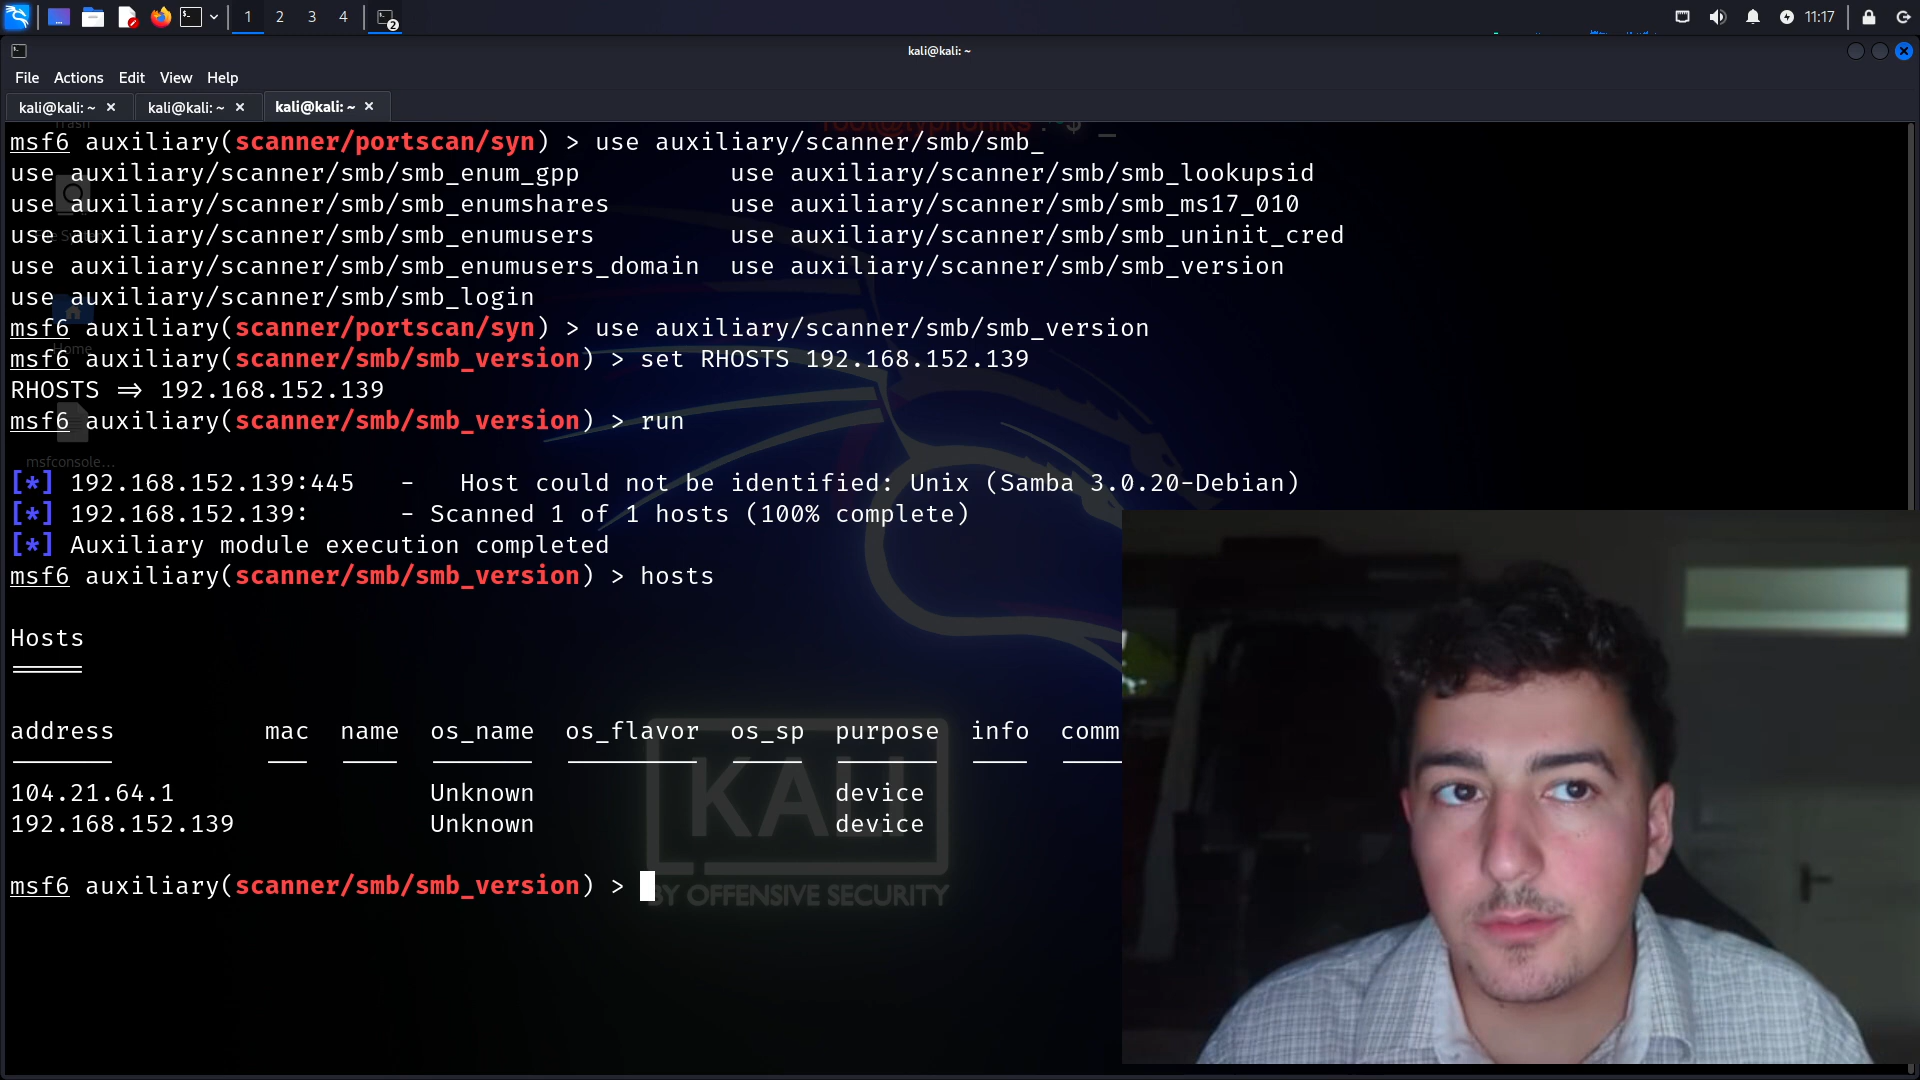 1 2 3 4 2 11:17
kali@kali: ~
File Actions Edit View Help
kali@kali: ~ × kali@kali: ~ × kali@kali: ~ ×
Trash
msf6 auxiliary(scanner/portscan/syn) > use auxiliary/scanner/smb/smb_
use auxiliary/scanner/smb/smb_enum_gpp use auxiliary/scanner/smb/smb_lookupsid
use auxiliary/scanner/smb/smb_enumshares use auxiliary/scanner/smb/smb_ms17_010
use auxiliary/scanner/smb/smb_enumusers use auxiliary/scanner/smb/smb_uninit_cred
use auxiliary/scanner/smb/smb_enumusers_domain use auxiliary/scanner/smb/smb_version
use auxiliary/scanner/smb/smb_login
msf6 auxiliary(scanner/portscan/syn) > use auxiliary/scanner/smb/smb_version
Home
msf6 auxiliary(scanner/smb/smb_version) > set RHOSTS 192.168.152.139
RHOSTS => 192.168.152.139
msf6 auxiliary(scanner/smb/smb_version) > run
msfconsole...
[*] 192.168.152.139:445 - Host could not be identified: Unix (Samba 3.0.20-Debian)
[*] 192.168.152.139: - Scanned 1 of 1 hosts (100% complete)
[*] Auxiliary module execution completed
msf6 auxiliary(scanner/smb/smb_version) > hosts
Hosts
=====
address mac name os_name os_flavor os_sp purpose info comm
104.21.64.1 Unknown device
192.168.152.139 Unknown device
KALI
msf6 auxiliary(scanner/smb/smb_version) >
BY OFFENSIVE SECURITY